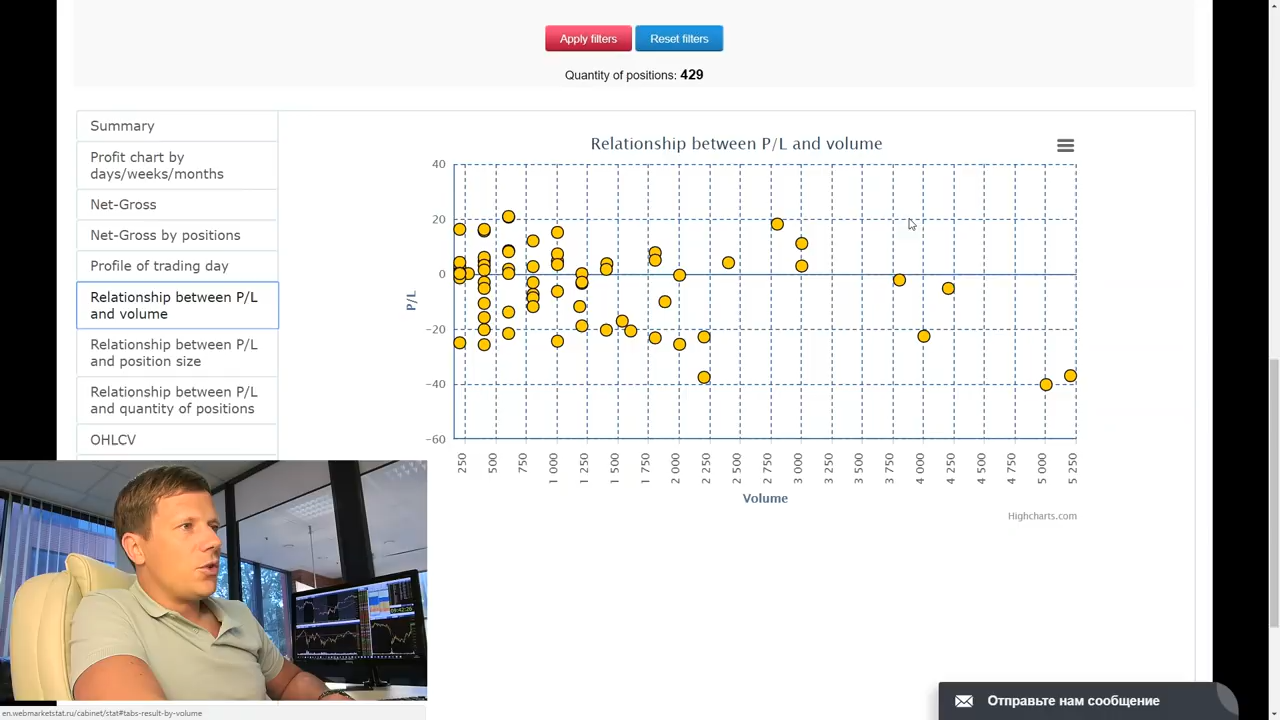 Apply filters
Reset filters
Quantity of positions: 429
Summary
Profit chart by
days/weeks/months
Net-Gross
Net-Gross by positions
Profile of trading day
Relationship between P/L
and volume
Relationship between P/L
and position size
Relationship between P/L
and quantity of positions
OHLCV
Relationship between P/L and volume
40
20
0
−20
−40
−60
P/L
250
500
750
1 000
1 250
1 500
1 750
2 000
2 250
2 500
2 750
3 000
3 250
3 500
3 750
4 000
4 250
4 500
4 750
5 000
5 250
Volume
Highcharts.com
Отправьте нам сообщение
en.webmarketstat.ru/cabinet/stat#tabs-result-by-volume